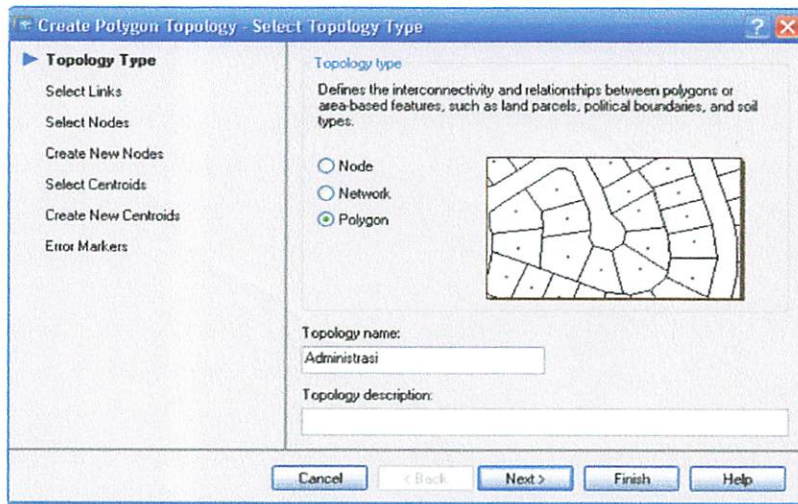 Create Polygon Topology - Select Topology Type
Topology Type
Select Links
Select Nodes
Create New Nodes
Select Centroids
Create New Centroids
Error Markers
Topology type
Defines the interconnectivity and relationships between polygons or
area-based features, such as land parcels, political boundaries, and soil
types.
Node
Network
Polygon
Topology name:
Administrasi
Topology description:
Cancel
< Back
Next >
Finish
Help